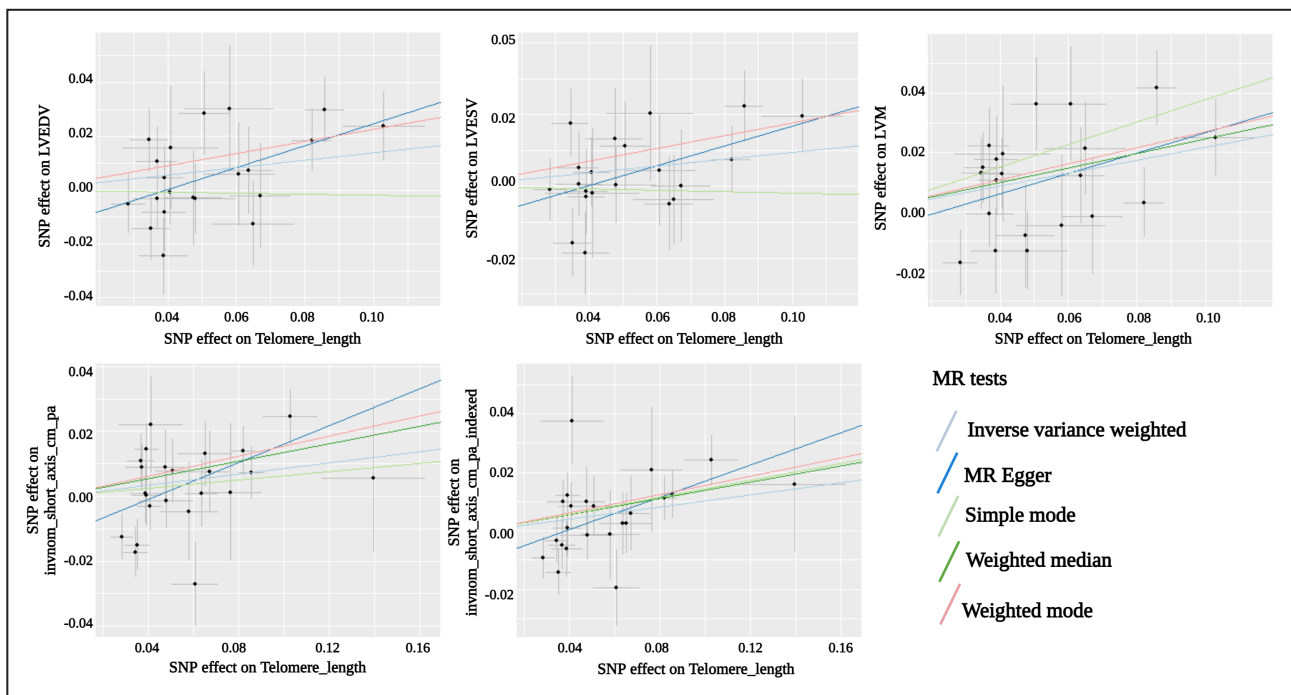 SNP effect on LVEDV
0.04
0.02
0.00
-0.02
-0.04
0.04
0.06
0.08
0.10
SNP effect on Telomere_length
SNP effect on LVESV
0.05
0.02
0.00
-0.02
0.04
0.06
0.08
0.10
SNP effect on Telomere_length
SNP effect on LVM
0.04
0.02
0.00
-0.02
0.04
0.06
0.08
0.10
SNP effect on Telomere_length
SNP effect on
invnom_short_axis_cm_pa
0.04
0.02
0.00
-0.02
-0.04
0.04
0.08
0.12
0.16
SNP effect on Telomere_length
SNP effect on
invnom_short_axis_cm_pa_indexed
0.04
0.02
0.00
-0.02
0.04
0.08
0.12
0.16
SNP effect on Telomere_length
MR tests
Inverse variance weighted
MR Egger
Simple mode
Weighted median
Weighted mode